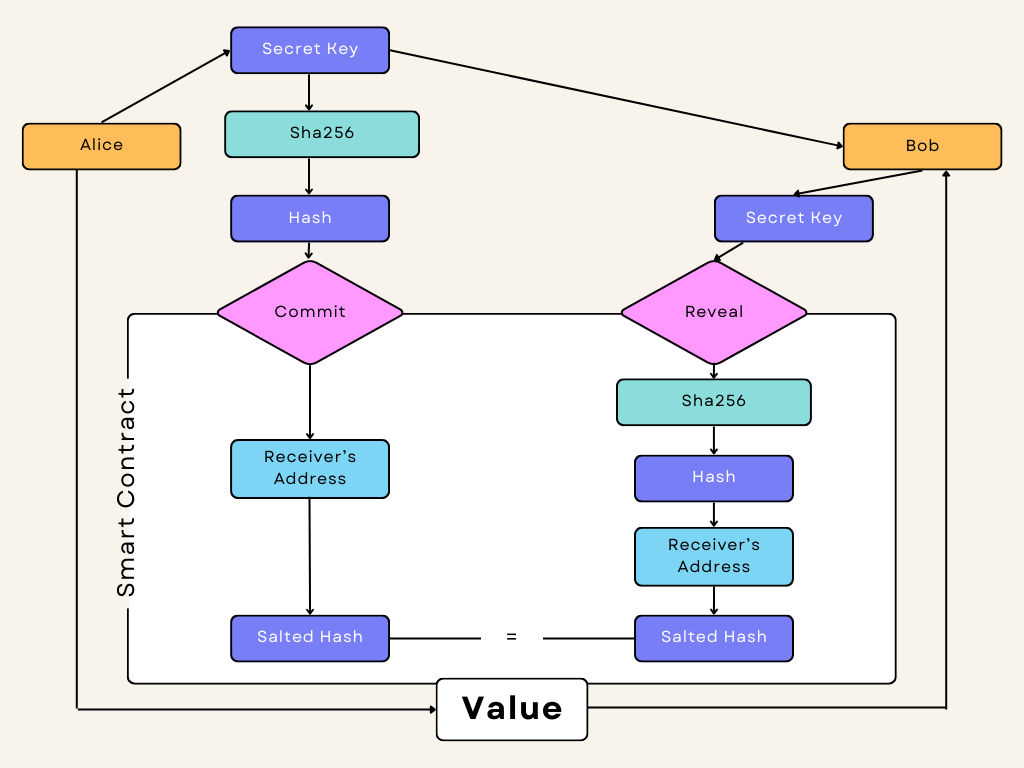 Secret Key
Sha256
Alice
Bob
Hash
Secret Key
Commit
Reveal
Smart Contract
Sha256
Receiver’s
Address
Hash
Receiver’s
Address
Salted Hash
=
Salted Hash
Value